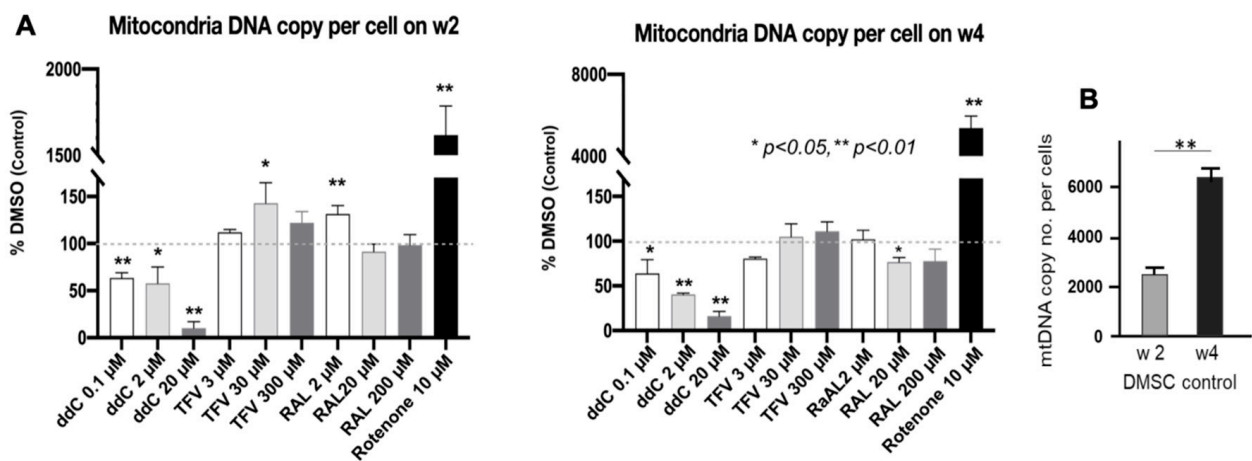 A
Mitocondria DNA copy per cell on w2
% DMSO (Control)
2000
1500
150
100
50
0
**
*
**
*
**
**
ddC 0.1 µM
ddC 2 µM
ddC 20 µM
TFV 3 µM
TFV 30 µM
TFV 300 µM
RAL 2 µM
RAL20 µM
RAL 200 µM
Rotenone 10 µM
Mitocondria DNA copy per cell on w4
% DMSO (Control)
8000
4000
150
100
50
0
* p<0.05,** p<0.01
*
**
**
*
**
ddC 0.1 µM
ddC 2 µM
ddC 20 µM
TFV 3 µM
TFV 30 µM
TFV 300 µM
RaAL2 µM
RAL 20 µM
RAL 200 µM
Rotenone 10 µM
B
mtDNA copy no. per cells
6000
4000
2000
0
**
w 2
w4
DMSC control